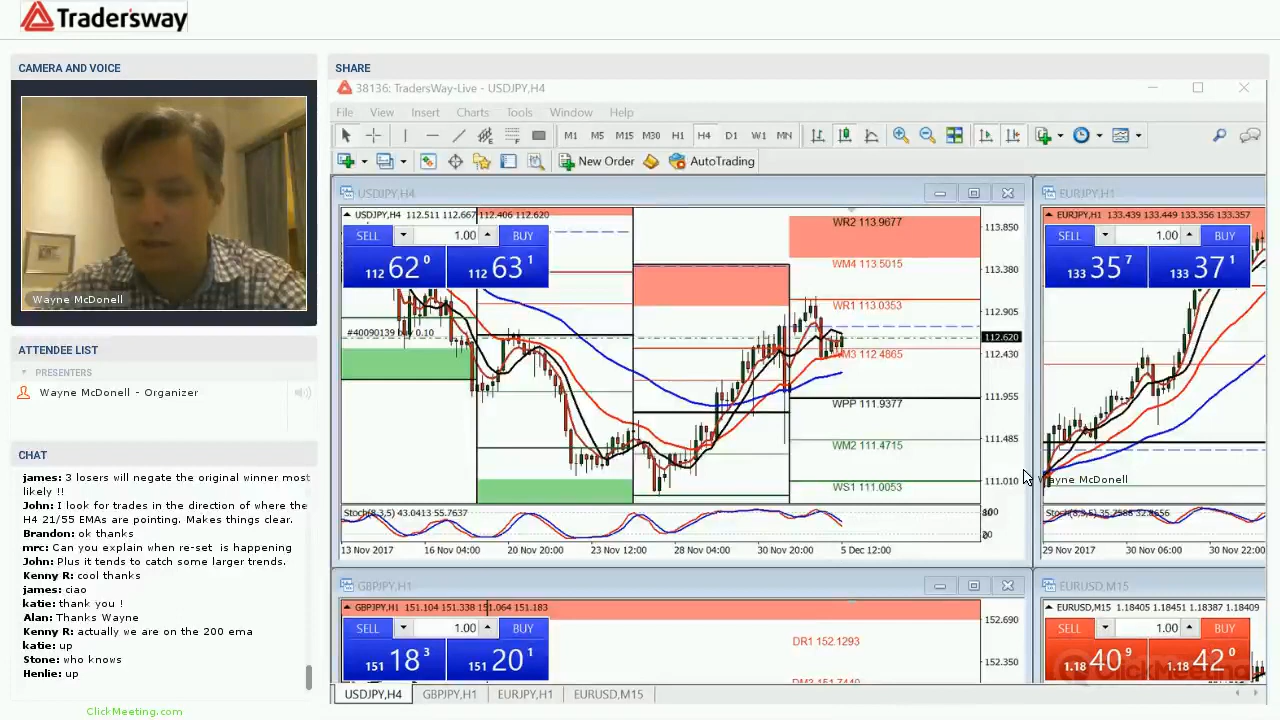 Tradersway
CAMERA AND VOICE
Wayne McDonell
ATTENDEE LIST
PRESENTERS
Wayne McDonell - Organizer
CHAT
james: 3 losers will negate the original winner most
likely !!
John: I look for trades in the direction of where the
H4 21/55 EMAs are pointing. Makes things clear.
Brandon: ok thanks
mrc: Can you explain when re-set is happening
John: Plus it tends to catch some larger trends.
Kenny R: cool thanks
james: ciao
katie: thank you !
Alan: Thanks Wayne
Kenny R: actually we are on the 200 ema
katie: up
Stone: who knows
Henlie: up
ClickMeeting.com
SHARE
38136: TradersWay-Live - USDJPY,H4
File View Insert Charts Tools Window Help
M1 M5 M15 M30 H1 H4 D1 W1 MN
New Order AutoTrading
USDJPY,H4
USDJPY,H4 112.511 112.667 112.406 112.620
SELL 1.00 BUY
112 62 0 112 63 1
#40090139 buy 0.10
WR2 113.9677
WM4 113.5015
WR1 113.0353
M3 112.4865
WPP 111.9377
WM2 111.4715
WS1 111.0053
113.850
113.380
112.905
112.620
112.430
111.955
111.485
111.010
Stoch(8,3,5) 43.0413 55.7637
80
20
13 Nov 2017 16 Nov 04:00 20 Nov 20:00 23 Nov 12:00 28 Nov 04:00 30 Nov 20:00 5 Dec 12:00
EURJPY,H1
EURJPY,H1 133.439 133.449 133.356 133.357
SELL 1.00 BUY
133 35 7 133 37 1
Wayne McDonell
29 Nov 2017 30 Nov 06:00 30 Nov 22:00
GBPJPY,H1
GBPJPY,H1 151.104 151.338 151.064 151.183
SELL 1.00 BUY
151 18 3 151 20 1
DR1 152.1293
DM3 151.7440
152.690
152.350
EURUSD,M15
EURUSD,M15 1.18405 1.18451 1.18387 1.18409
SELL 1.00 BUY
1.18 40 9 1.18 42 0
ClickMeeting
USDJPY,H4 GBPJPY,H1 EURJPY,H1 EURUSD,M15